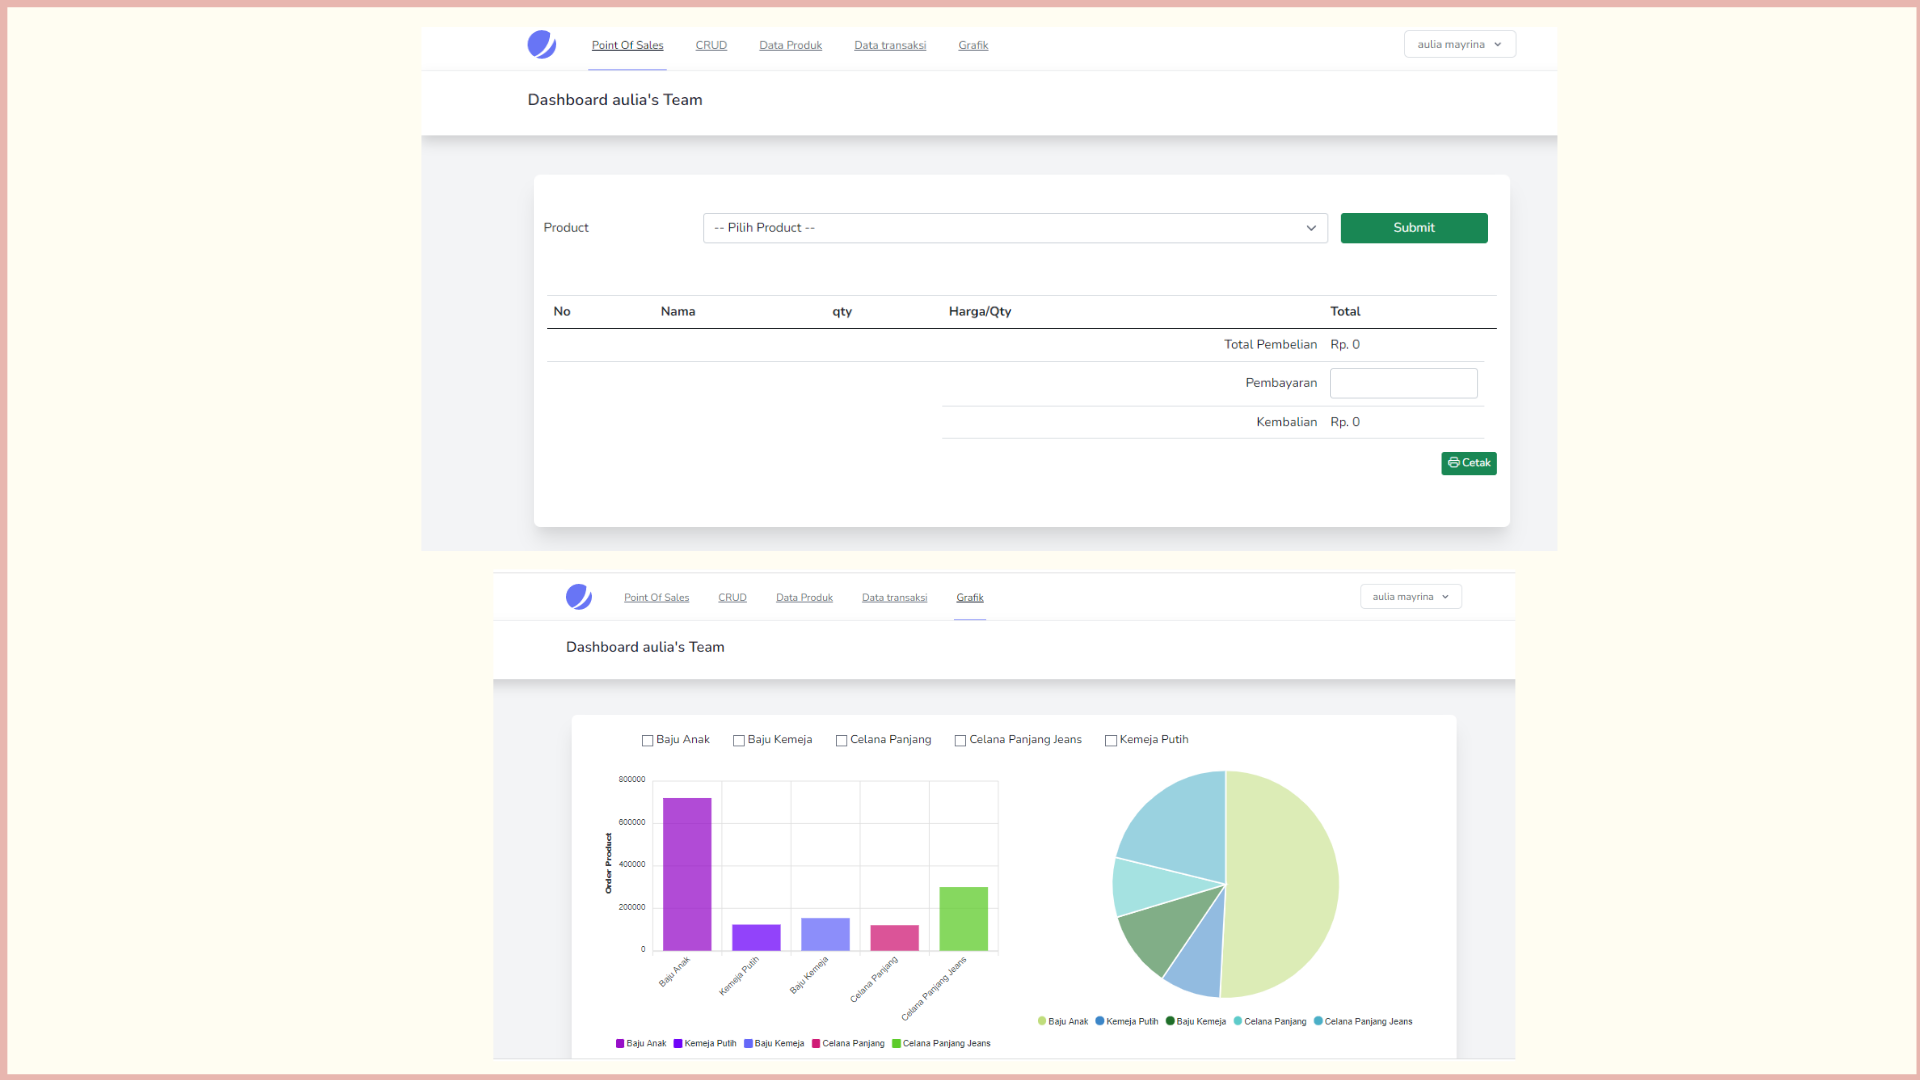 Point Of Sales CRUD Data Produk Data transaksi Grafik aulia mayrina
Dashboard aulia's Team
Product -- Pilih Product -- Submit
No Nama qty Harga/Qty Total
Total Pembelian Rp. 0
Pembayaran
Kembalian Rp. 0
Cetak
Point Of Sales CRUD Data Produk Data transaksi Grafik aulia mayrina
Dashboard aulia's Team
Baju Anak Baju Kemeja Celana Panjang Celana Panjang Jeans Kemeja Putih
800000
600000
400000
200000
0
Order Product
Baju Anak
Kemeja Putih
Baju Kemeja
Celana Panjang
Celana Panjang Jeans
Baju Anak Kemeja Putih Baju Kemeja Celana Panjang Celana Panjang Jeans
Baju Anak Kemeja Putih Baju Kemeja Celana Panjang Celana Panjang Jeans